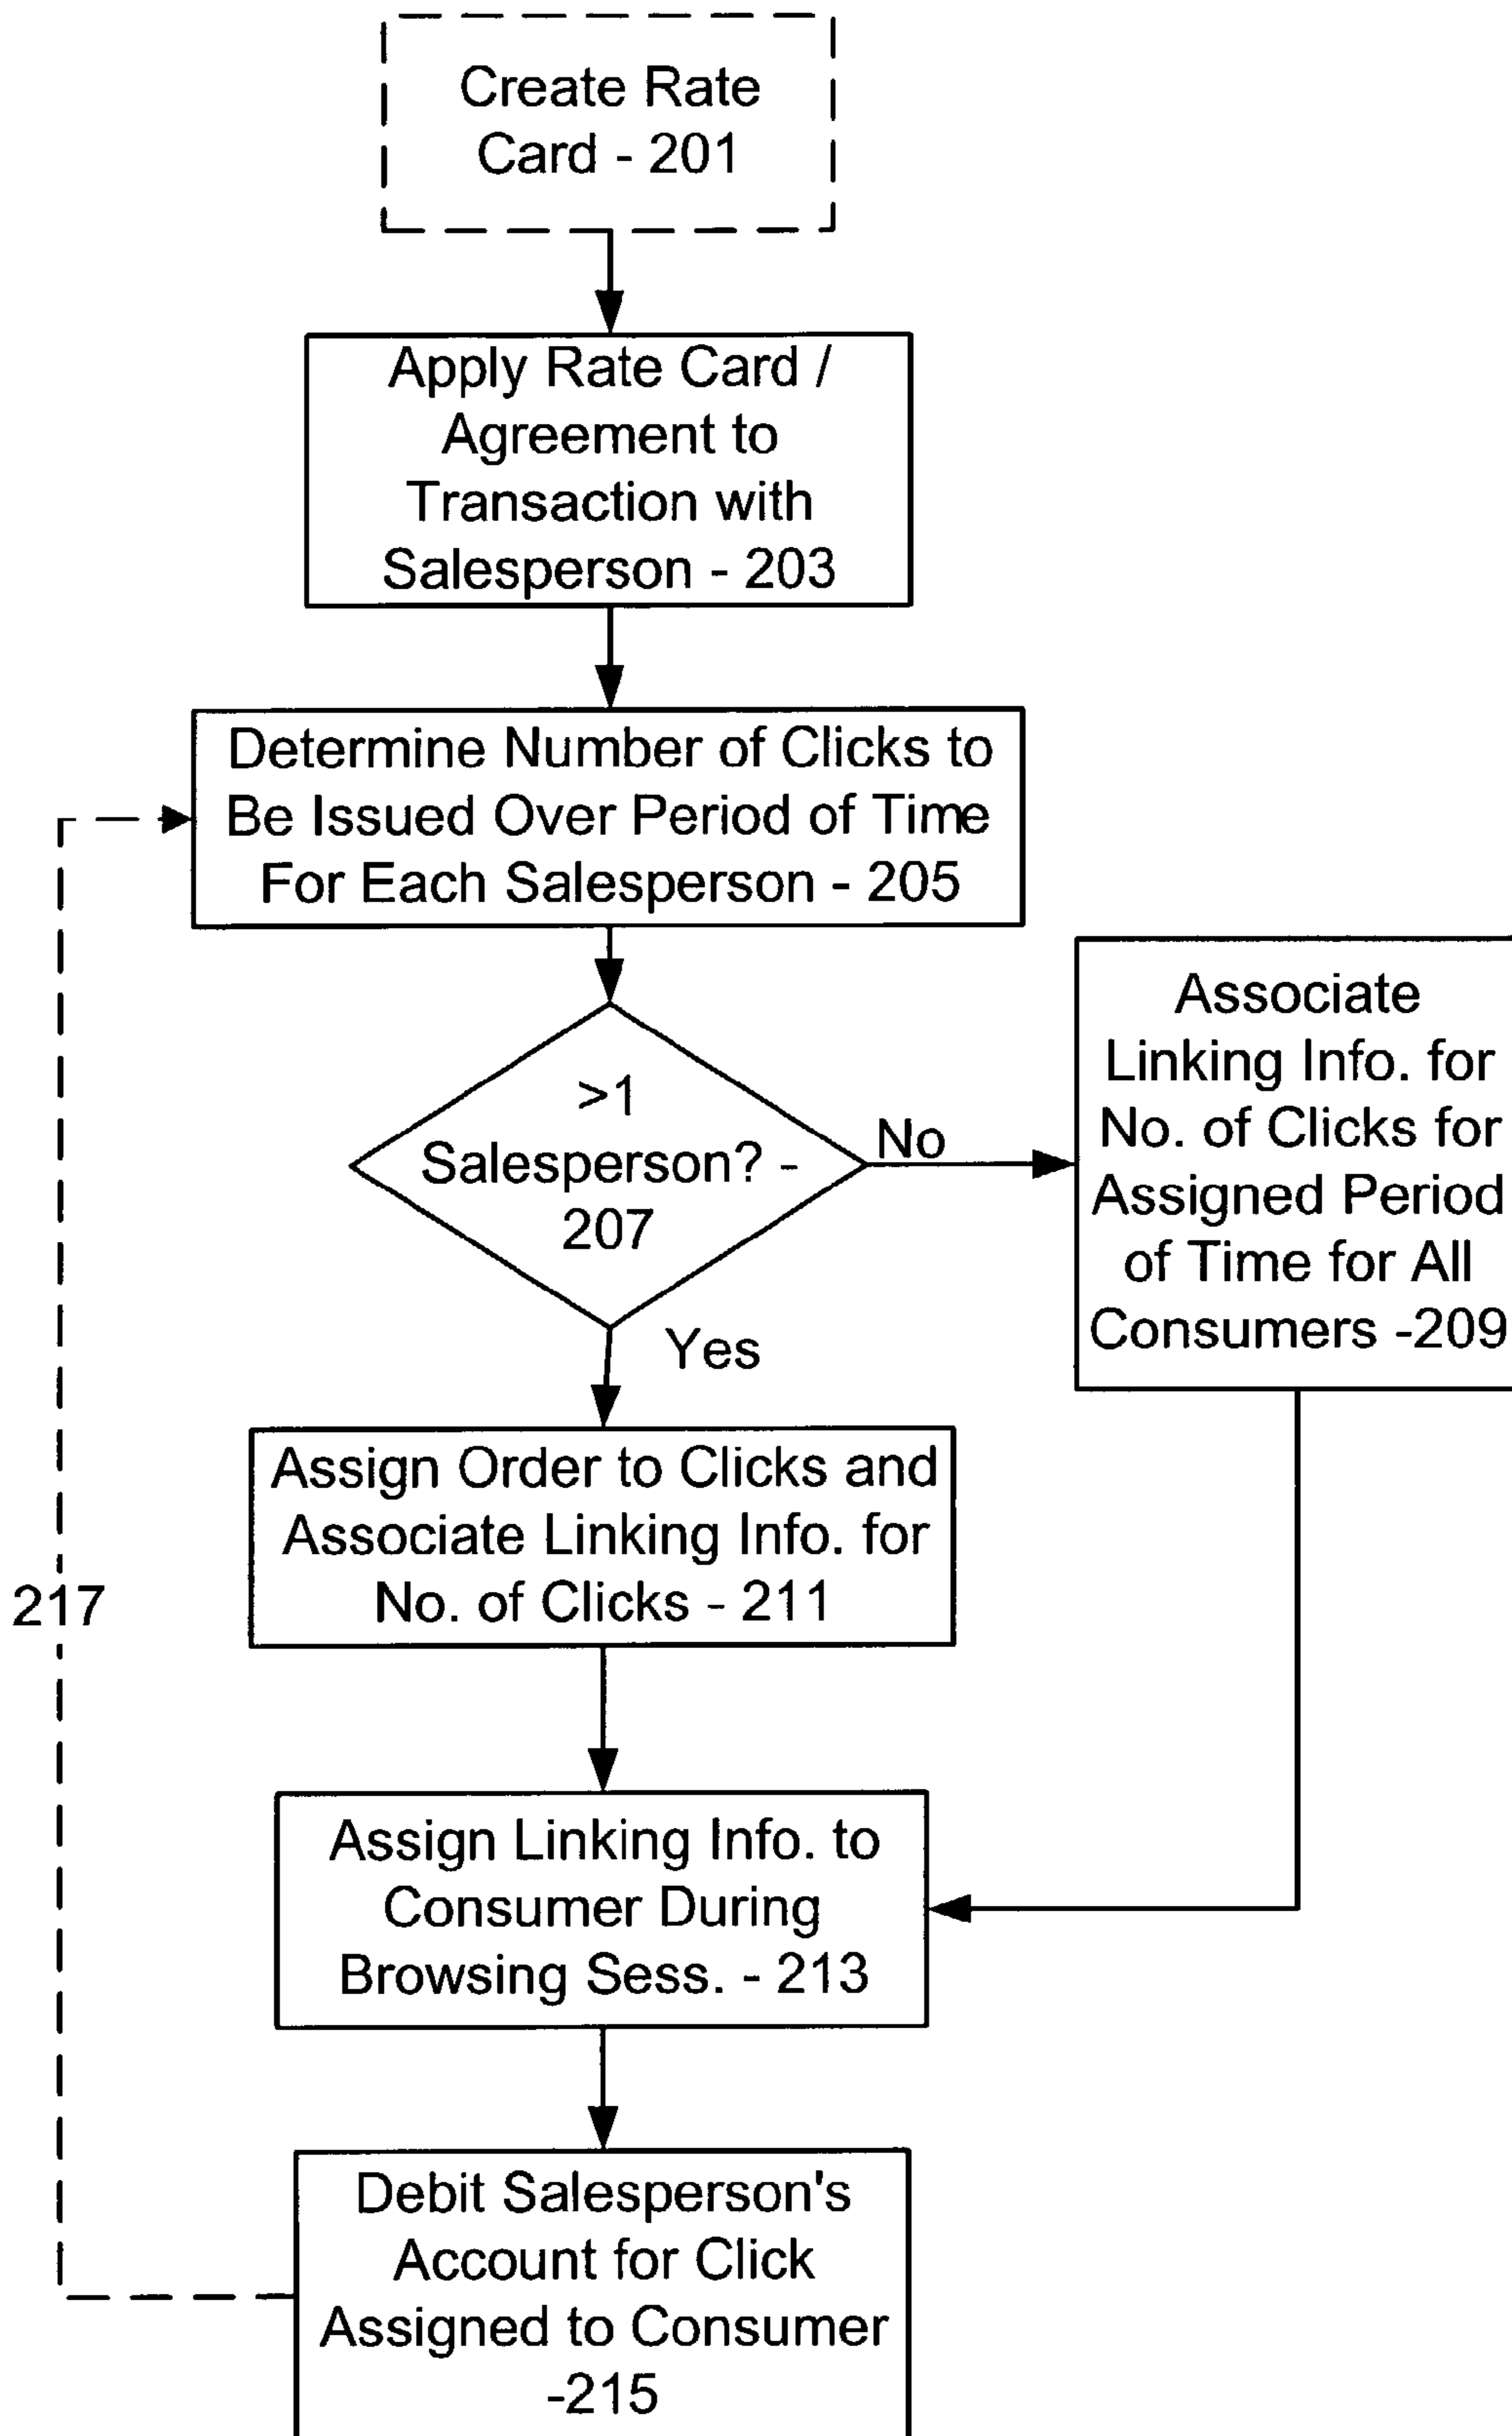 Create Rate
Card - 201
Apply Rate Card /
Agreement to
Transaction with
Salesperson - 203
Determine Number of Clicks to
Be Issued Over Period of Time
For Each Salesperson - 205
>1
Salesperson? -
207
No
Associate
Linking Info. for
No. of Clicks for
Assigned Period
of Time for All
Consumers -209
Yes
Assign Order to Clicks and
Associate Linking Info. for
No. of Clicks - 211
217
Assign Linking Info. to
Consumer During
Browsing Sess. - 213
Debit Salesperson's
Account for Click
Assigned to Consumer
-215